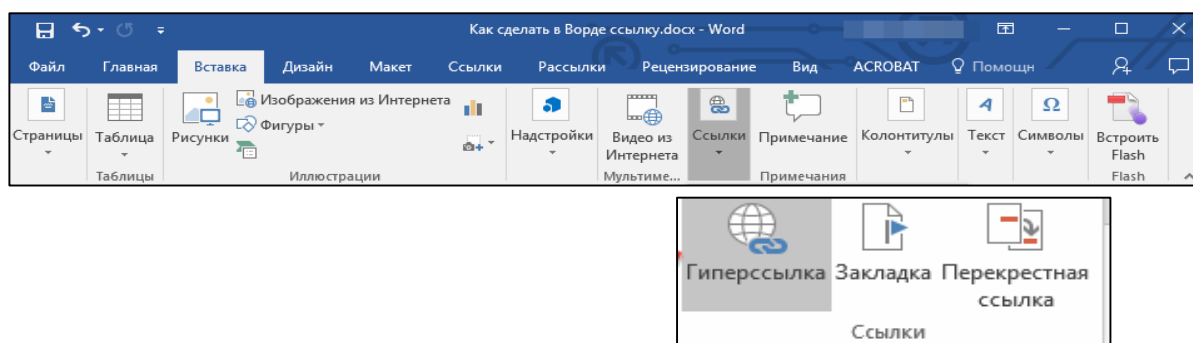 Как сделать в Ворде ссылку.docx - Word
Файл Главная Вставка Дизайн Макет Ссылки Рассылки Рецензирование Вид ACROBAT Помощн
Изображения из Интернета
Фигуры
Страницы Таблица Рисунки Надстройки Видео из Интернета Ссылки Примечание Колонтитулы Текст Символы Встроить Flash
Таблицы Иллюстрации Мультиме... Примечания Flash
Гиперссылка Закладка Перекрестная
ссылка
Ссылки